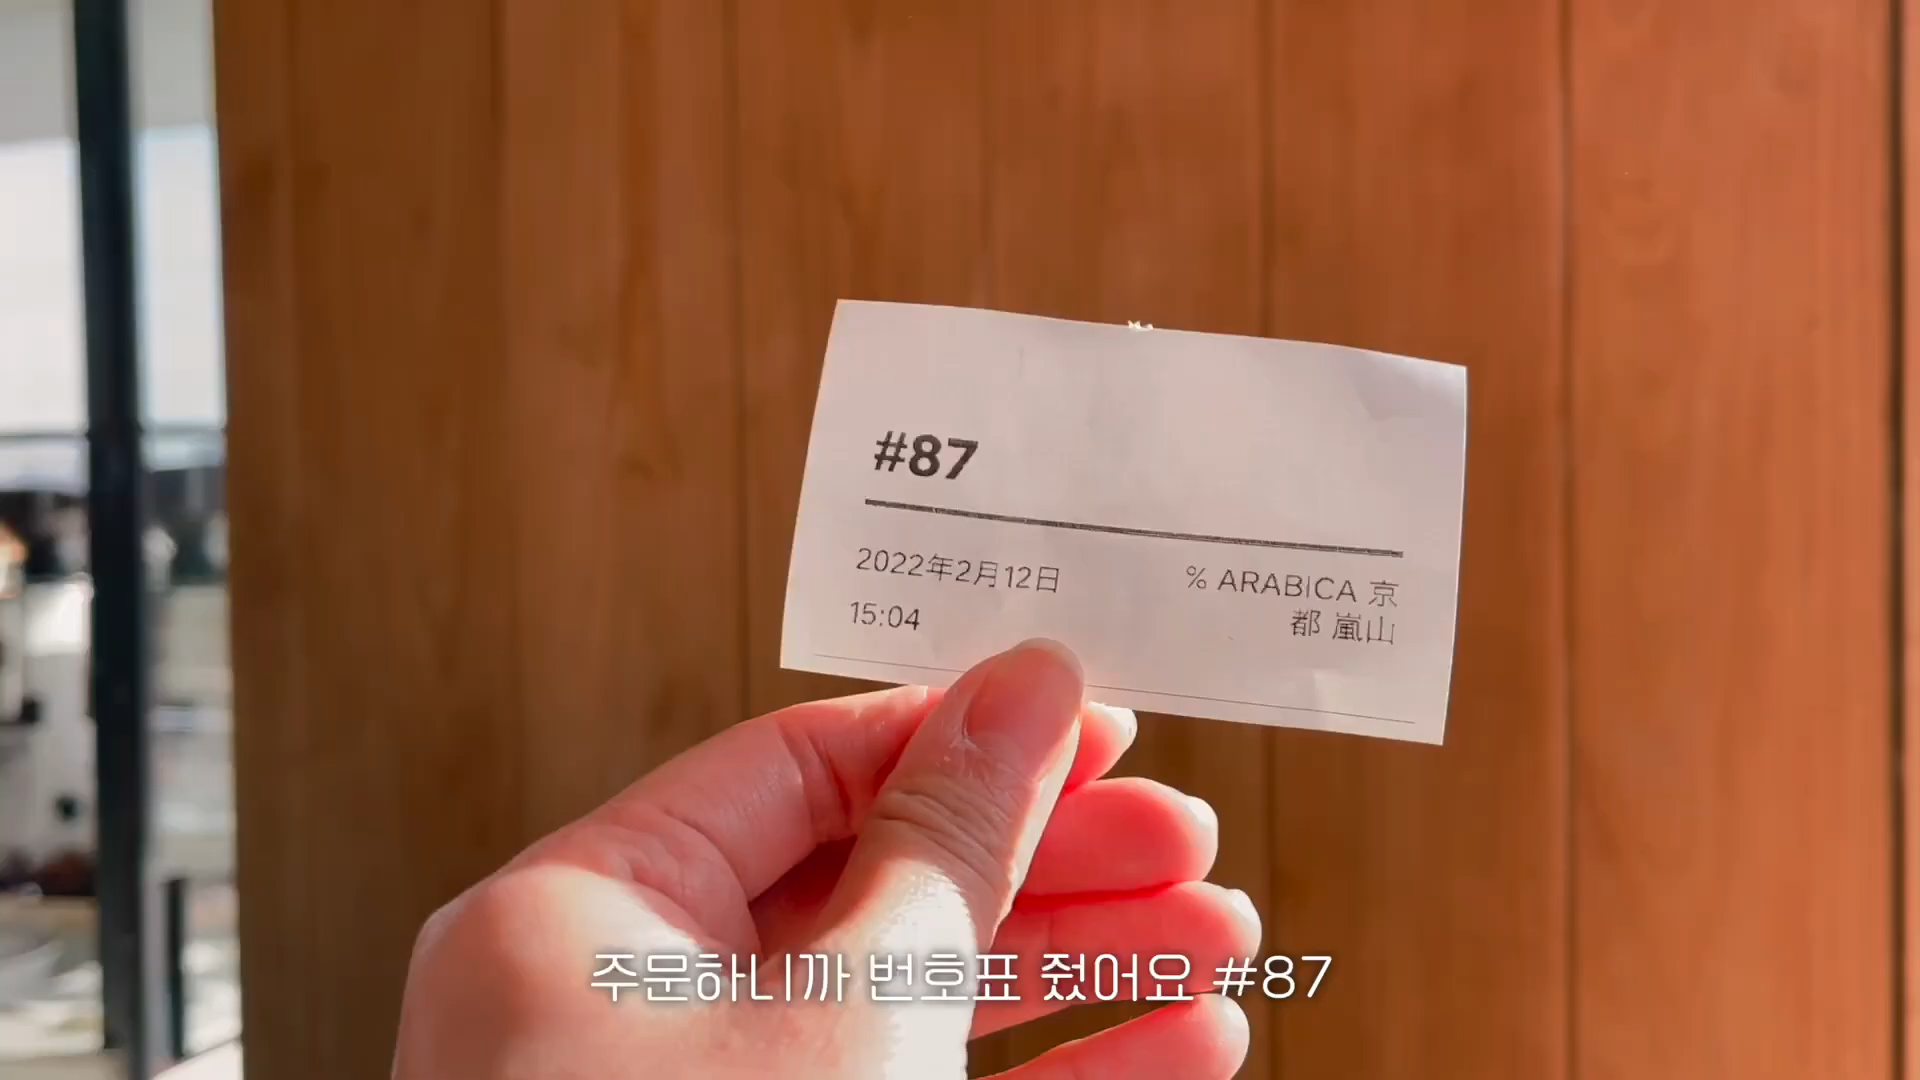 #87
2022年2月12日
15:04
% ARABICA 京
都 嵐山
주문하니까 번호표 줬어요 #87